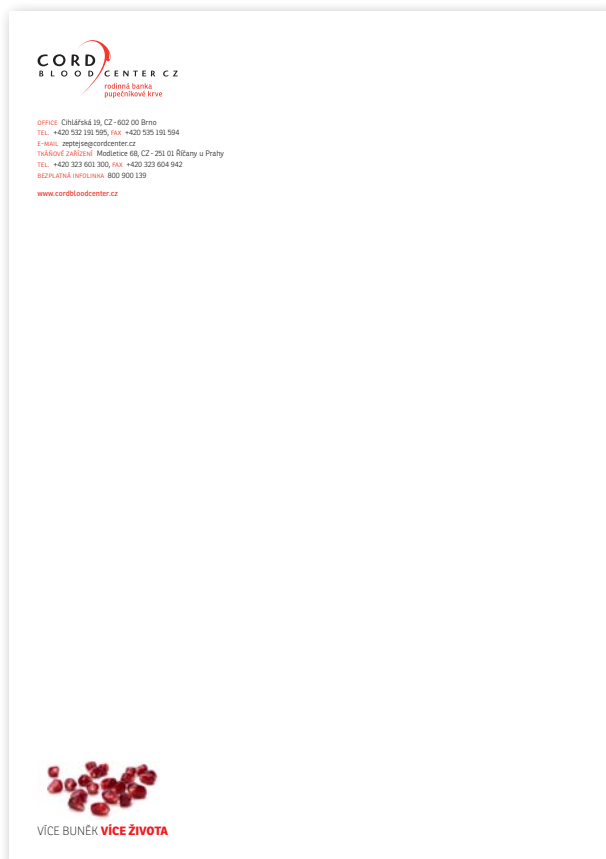 CORD
BLOOD CENTER CZ
rodinná banka
pupečníkové krve
OFFICE Cihlářská 19, CZ-602 00 Brno
TEL. +420 532 191 595, FAX +420 535 191 594
E-MAIL zeptejse@cordcenter.cz
TKÁŇOVÉ ZAŘÍZENÍ Modletice 68, CZ-251 01 Říčany u Prahy
TEL. +420 323 601 300, FAX +420 323 604 942
BEZPLATNÁ INFOLINKA 800 900 139
www.cordbloodcenter.cz
VÍCE BUNĚK VÍCE ŽIVOTA